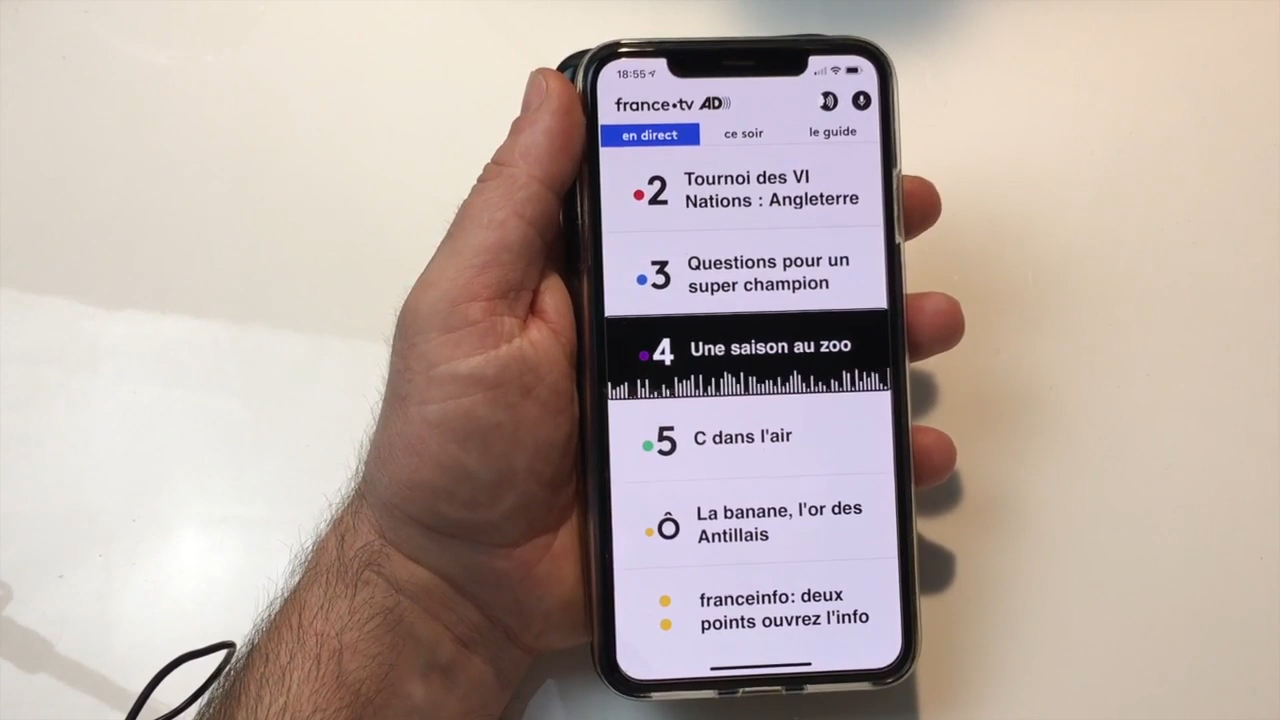 18:55
france•tv AD)))
en direct ce soir le guide
2 Tournoi des VI
Nations : Angleterre
3 Questions pour un
super champion
4 Une saison au zoo
5 C dans l'air
Ô La banane, l'or des
Antillais
franceinfo: deux
points ouvrez l'info